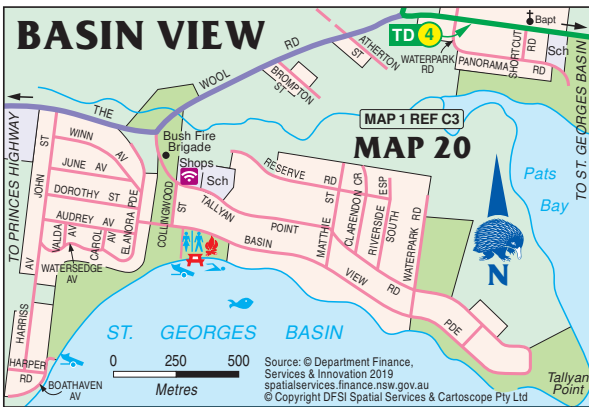 BASIN VIEW
THE WOOL RD
ATHERTON ST
BROMPTON ST
TD 4
WATERPARK RD
PANORAMA RD
SHORTCUT RD
Bapt
Sch
TO ST. GEORGES BASIN
MAP 1 REF C3
MAP 20
Pats
Bay
N
TO PRINCES HIGHWAY
JOHN ST
WINN AV
JUNE AV
DOROTHY ST
AUDREY AV
VALDA AV
CAROL AV
ELANORA PDE
WATERSEDGE
AV
HARRISS AV
HARPER
RD
BOATHAVEN
AV
Bush Fire
Brigade
Shops
Sch
COLLINGWOOD ST
TALLYAN POINT RD
RESERVE RD
MATTHIE ST
CLARENDON CR
RIVERSIDE ESP
SOUTH
WATERPARK RD
BASIN VIEW PDE
ST. GEORGES BASIN
0 250 500
Metres
Source: © Department Finance,
Services & Innovation 2019
spatialservices.finance.nsw.gov.au
© Copyright DFSI Spatial Services & Cartoscope Pty Ltd
Tallyan
Point